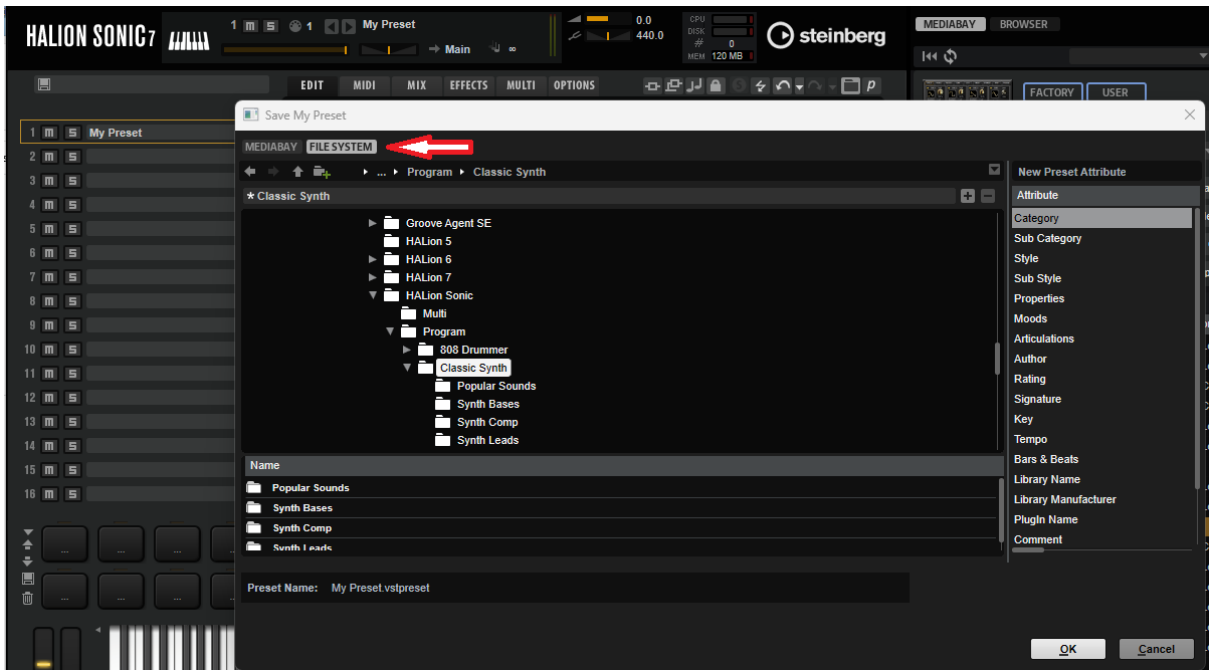 HALION SONIC7
1 m S 1 My Preset
Main ∞
0.0
440.0
CPU
DISK
# 0
MEM 120 MB
steinberg
MEDIABAY BROWSER
EDIT MIDI MIX EFFECTS MULTI OPTIONS
FACTORY USER
1 m S My Preset
2 m S
3 m S
4 m S
5 m S
6 m S
7 m S
8 m S
9 m S
10 m S
11 m S
12 m S
13 m S
14 m S
15 m S
16 m S
Save My Preset
MEDIABAY FILE SYSTEM
... Program Classic Synth
* Classic Synth
Groove Agent SE
HALion 5
HALion 6
HALion 7
HALion Sonic
Multi
Program
808 Drummer
Classic Synth
Popular Sounds
Synth Bases
Synth Comp
Synth Leads
Name
Popular Sounds
Synth Bases
Synth Comp
Synth Leads
Preset Name: My Preset.vstpreset
New Preset Attribute
Attribute
Category
Sub Category
Style
Sub Style
Properties
Moods
Articulations
Author
Rating
Signature
Key
Tempo
Bars & Beats
Library Name
Library Manufacturer
PlugIn Name
Comment
OK Cancel